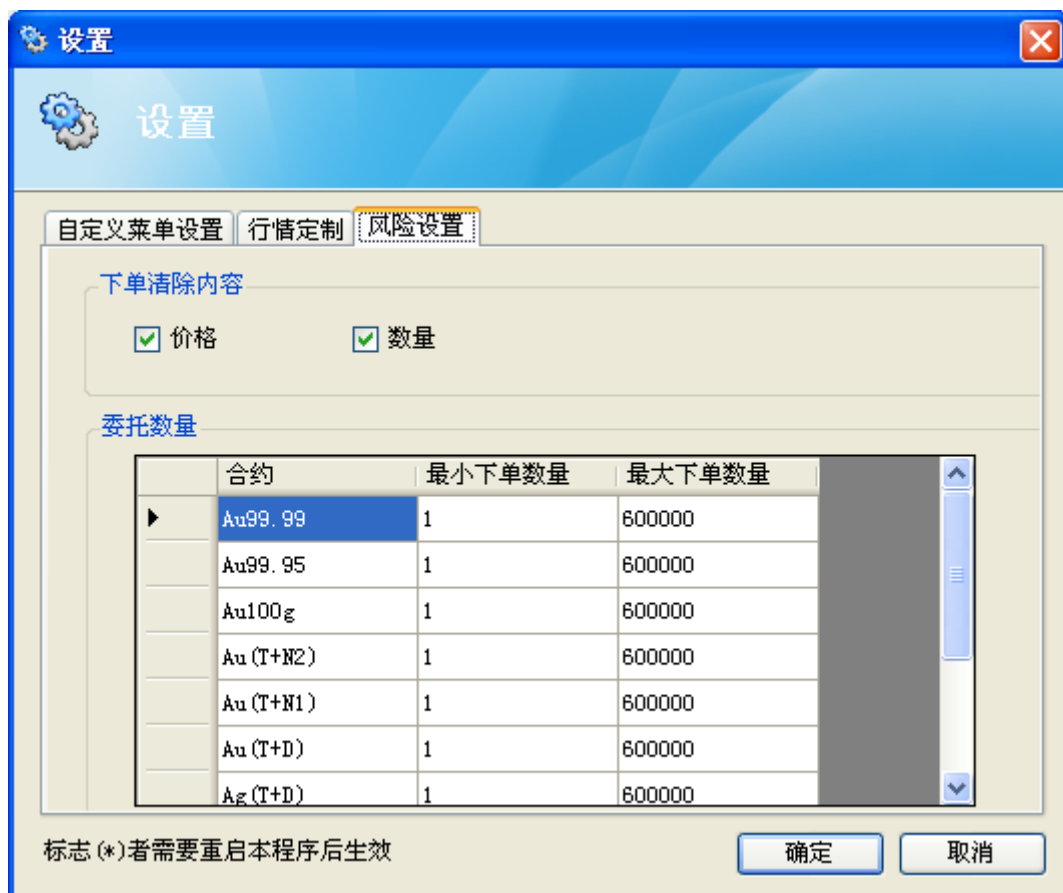 设置
设置
自定义菜单设置 行情定制 风险设置
下单清除内容
价格 数量
委托数量
合约 最小下单数量 最大下单数量
Au99.99 1 600000
Au99.95 1 600000
Au100g 1 600000
Au(T+N2) 1 600000
Au(T+N1) 1 600000
Au(T+D) 1 600000
Ag(T+D) 1 600000
标志(*)者需要重启本程序后生效 确定 取消